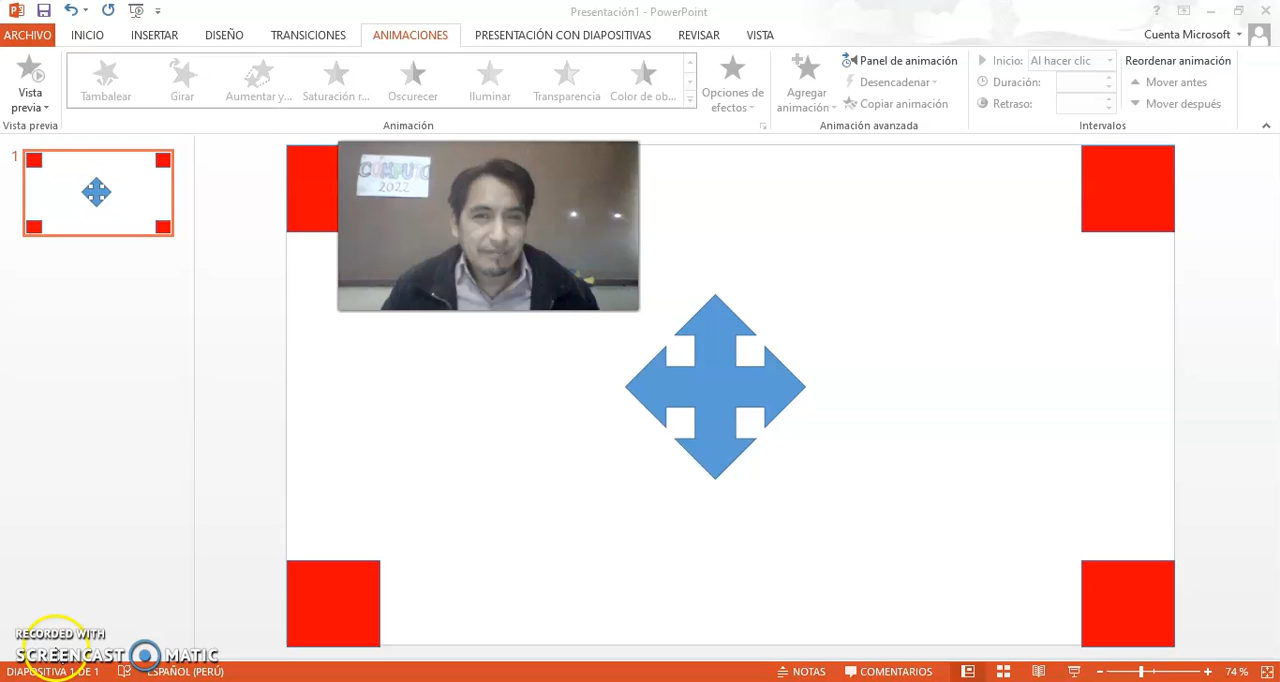 Presentación1 - PowerPoint
?
ARCHIVO INICIO INSERTAR DISEÑO TRANSICIONES ANIMACIONES PRESENTACIÓN CON DIAPOSITIVAS REVISAR VISTA Cuenta Microsoft
Vista previa
Tambalear Girar Aumentar y... Saturación r... Oscurecer Iluminar Transparencia Color de ob...
Opciones de efectos
Agregar animación
Panel de animación
Desencadenar
Copiar animación
Inicio: Al hacer clic
Duración:
Retraso:
Reordenar animación
Mover antes
Mover después
Vista previa Animación Animación avanzada Intervalos
1
CÓMPUTO
2022
RECORDED WITH
SCREENCAST MATIC
DIAPOSITIVA 1 DE 1 ESPAÑOL (PERÚ) NOTAS COMENTARIOS 74 %